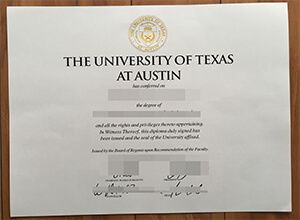 THE UNIVERSITY OF TEXAS
AT AUSTIN
has conferred on
the degree of
and all the rights and privileges thereto appertaining.
In Witness Thereof, this diploma duly signed has
been issued and the seal of the University affixed.
Issued by the Board of Regents upon Recommendation of the Faculty.